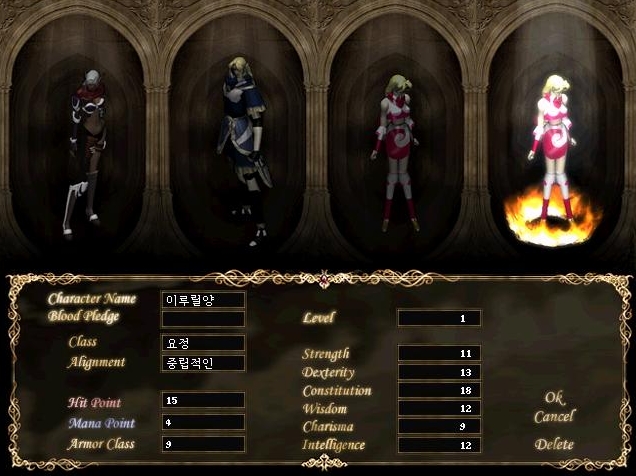 Character Name 이루릴양
Blood Pledge
Class 요정
Alignment 중립적인
Hit Point 15
Mana Point 4
Armor Class 9
Level 1
Strength 11
Dexterity 13
Constitution 18
Wisdom 12
Charisma 9
Intelligence 12
Ok
Cancel
Delete